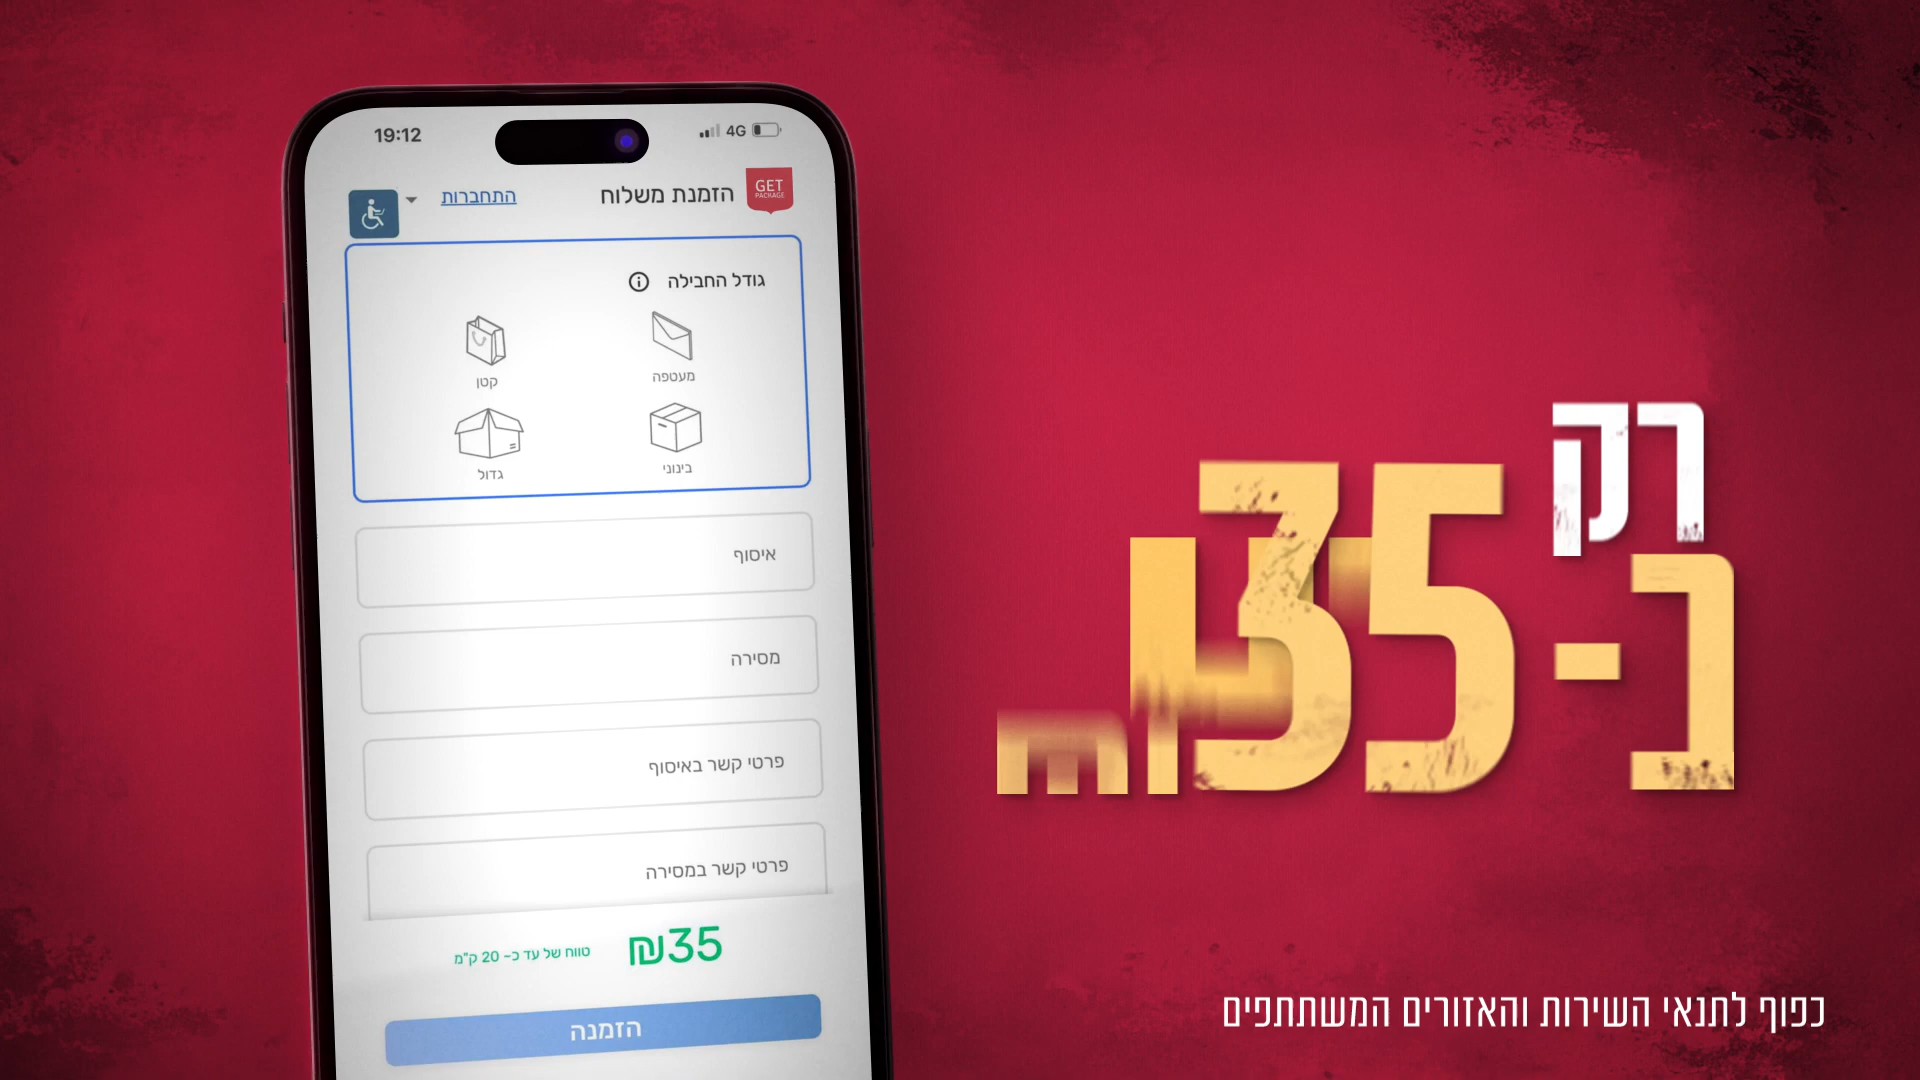 19:12
4G
GET
PACKAGE
הזמנת משלוח
התחברות
גודל החבילה
מעטפה
קטן
בינוני
גדול
איסוף
מסירה
פרטי קשר באיסוף
פרטי קשר במסירה
₪35
טווח של עד כ- 20 ק"מ
הזמנה
רק
ב-35
כפוף לתנאי השירות והאזורים המשתתפים